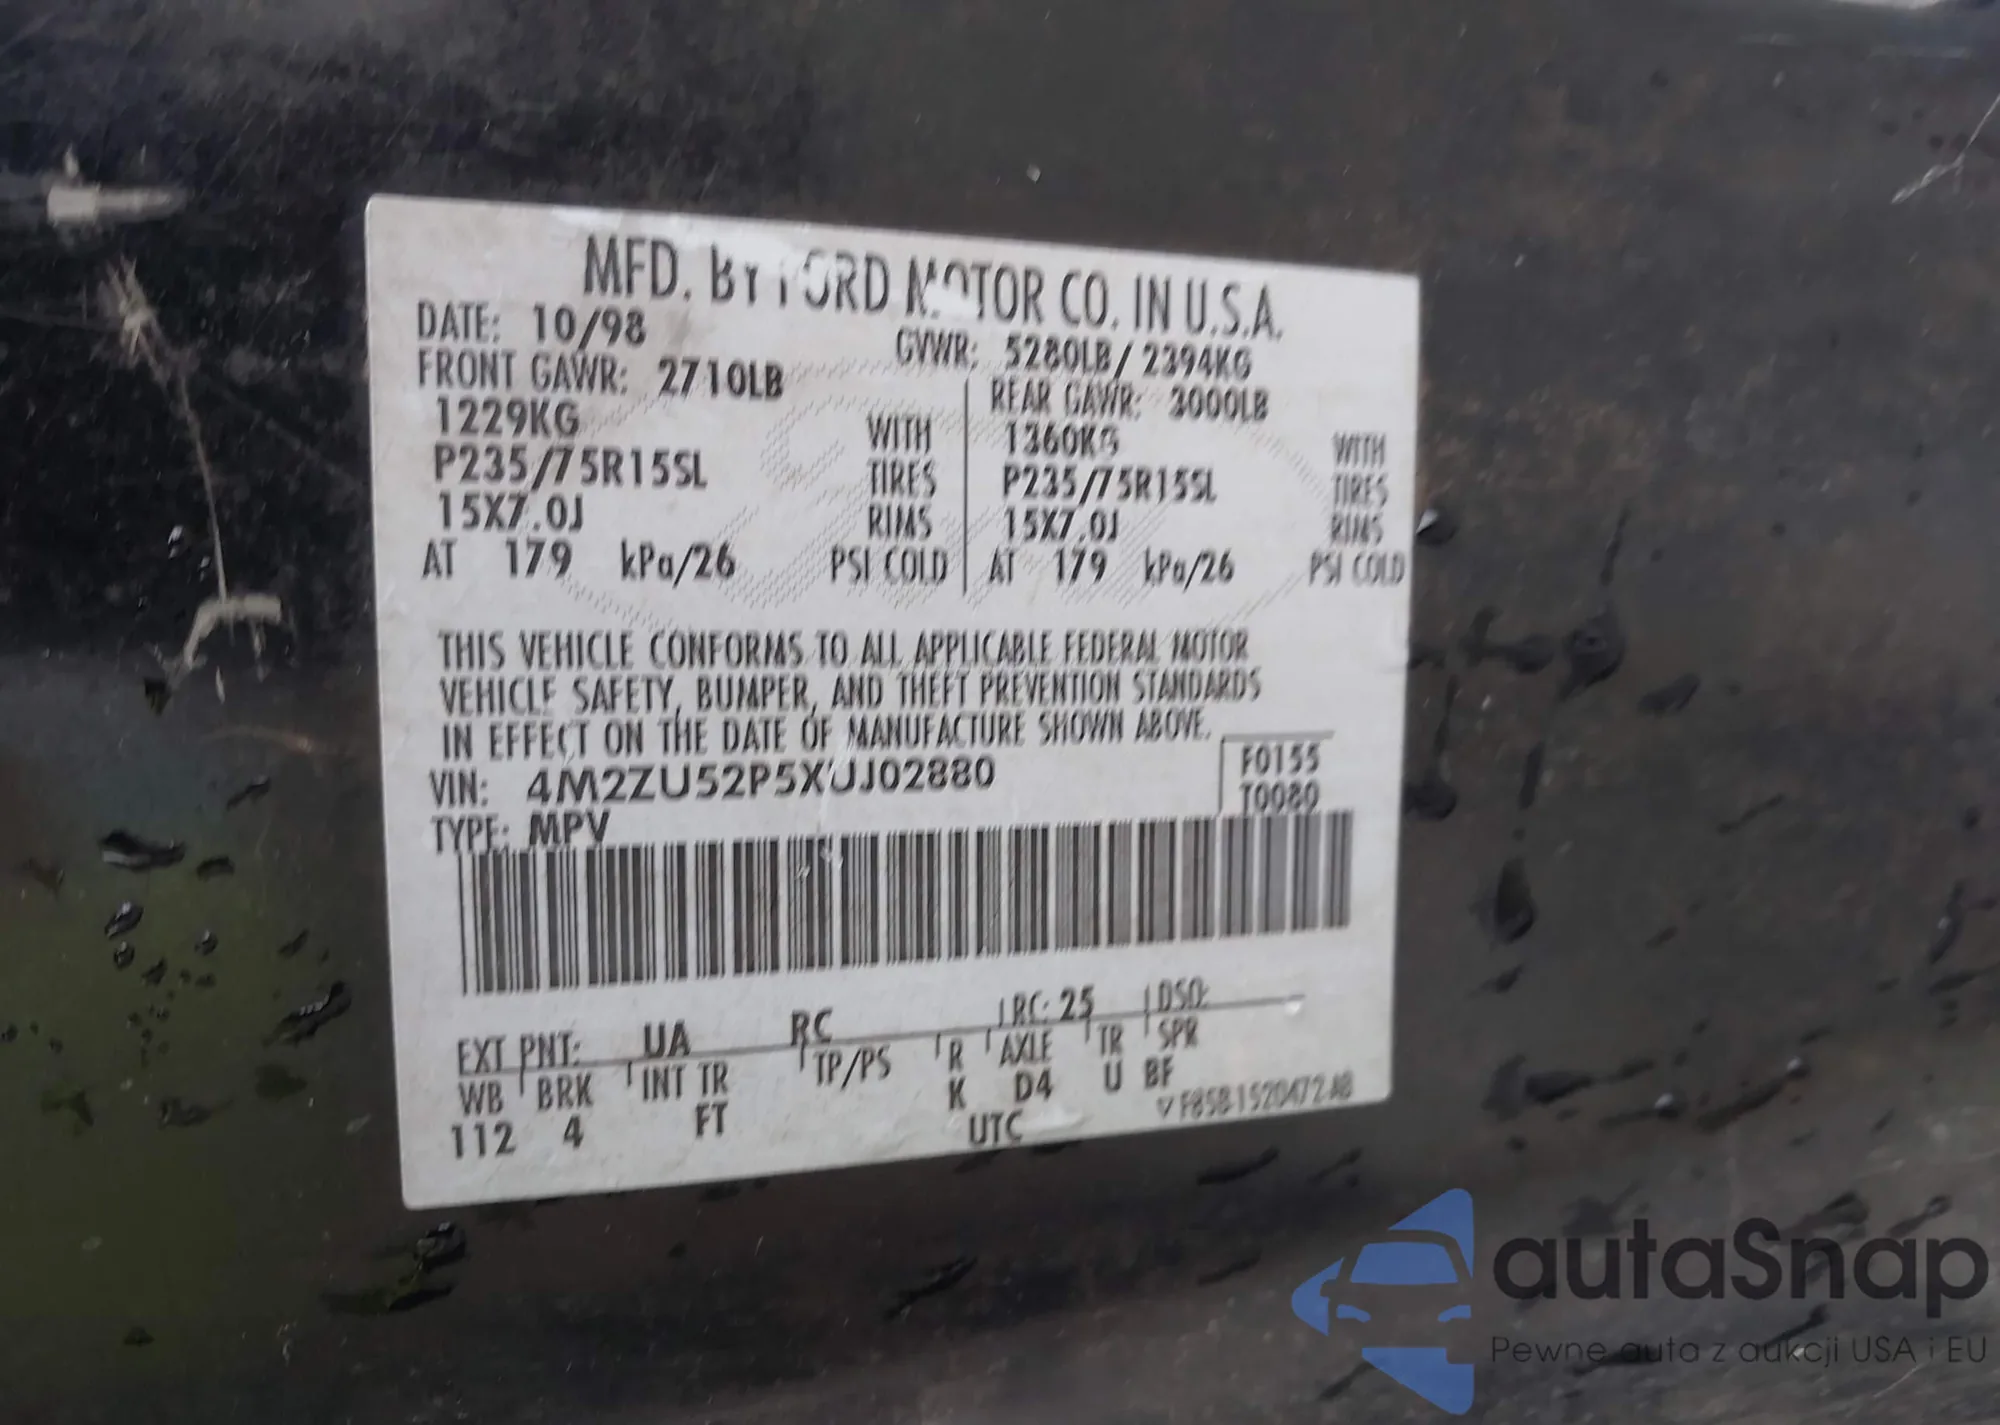 MFD. BY FORD MOTOR CO. IN U.S.A.
DATE: 10/98 GVWR: 5280LB / 2394KG
FRONT GAWR: 2710LB REAR GAWR: 3000LB
1229KG WITH 1360KG WITH
P235/75R15SL TIRES P235/75R15SL TIRES
15X7.0J RIMS 15X7.0J RIMS
AT 179 kPa/26 PSI COLD AT 179 kPa/26 PSI COLD
THIS VEHICLE CONFORMS TO ALL APPLICABLE FEDERAL MOTOR
VEHICLE SAFETY, BUMPER, AND THEFT PREVENTION STANDARDS
IN EFFECT ON THE DATE OF MANUFACTURE SHOWN ABOVE.
VIN: 4M2ZU52P5XUJ02880 F0155
TYPE: MPV T0080
EXT PNT: UA RC RC: 25 DSO:
WB BRK INT TR TP/PS R AXLE TR SPR
112 4 FT K D4 U BF
UTC
autaSnap
Pewne auta z aukcji USA i EU